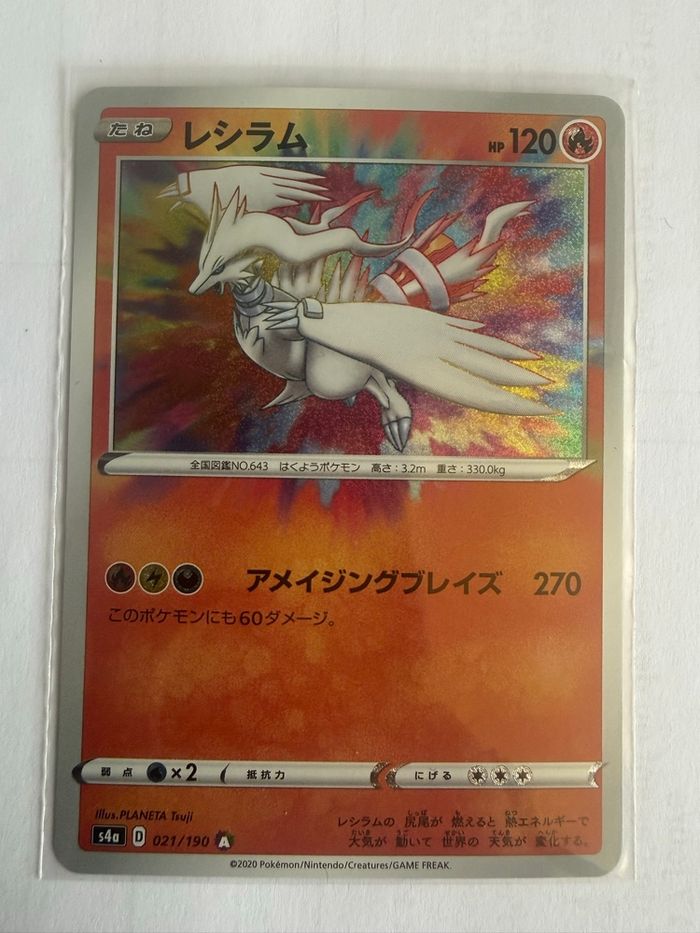 たね レシラム HP 120
全国図鑑NO.643 はくようポケモン 高さ:3.2m 重さ:330.0kg
アメイジングブレイズ 270
このポケモンにも60ダメージ。
弱点 ×2 抵抗力 にげる
illus.PLANETA Tsuji
レシラムの 尻尾が 燃えると 熱エネルギーで
大気が 動いて 世界の 天気が 変化する。
s4a D 021/190 A
©2020 Pokémon/Nintendo/Creatures/GAME FREAK.